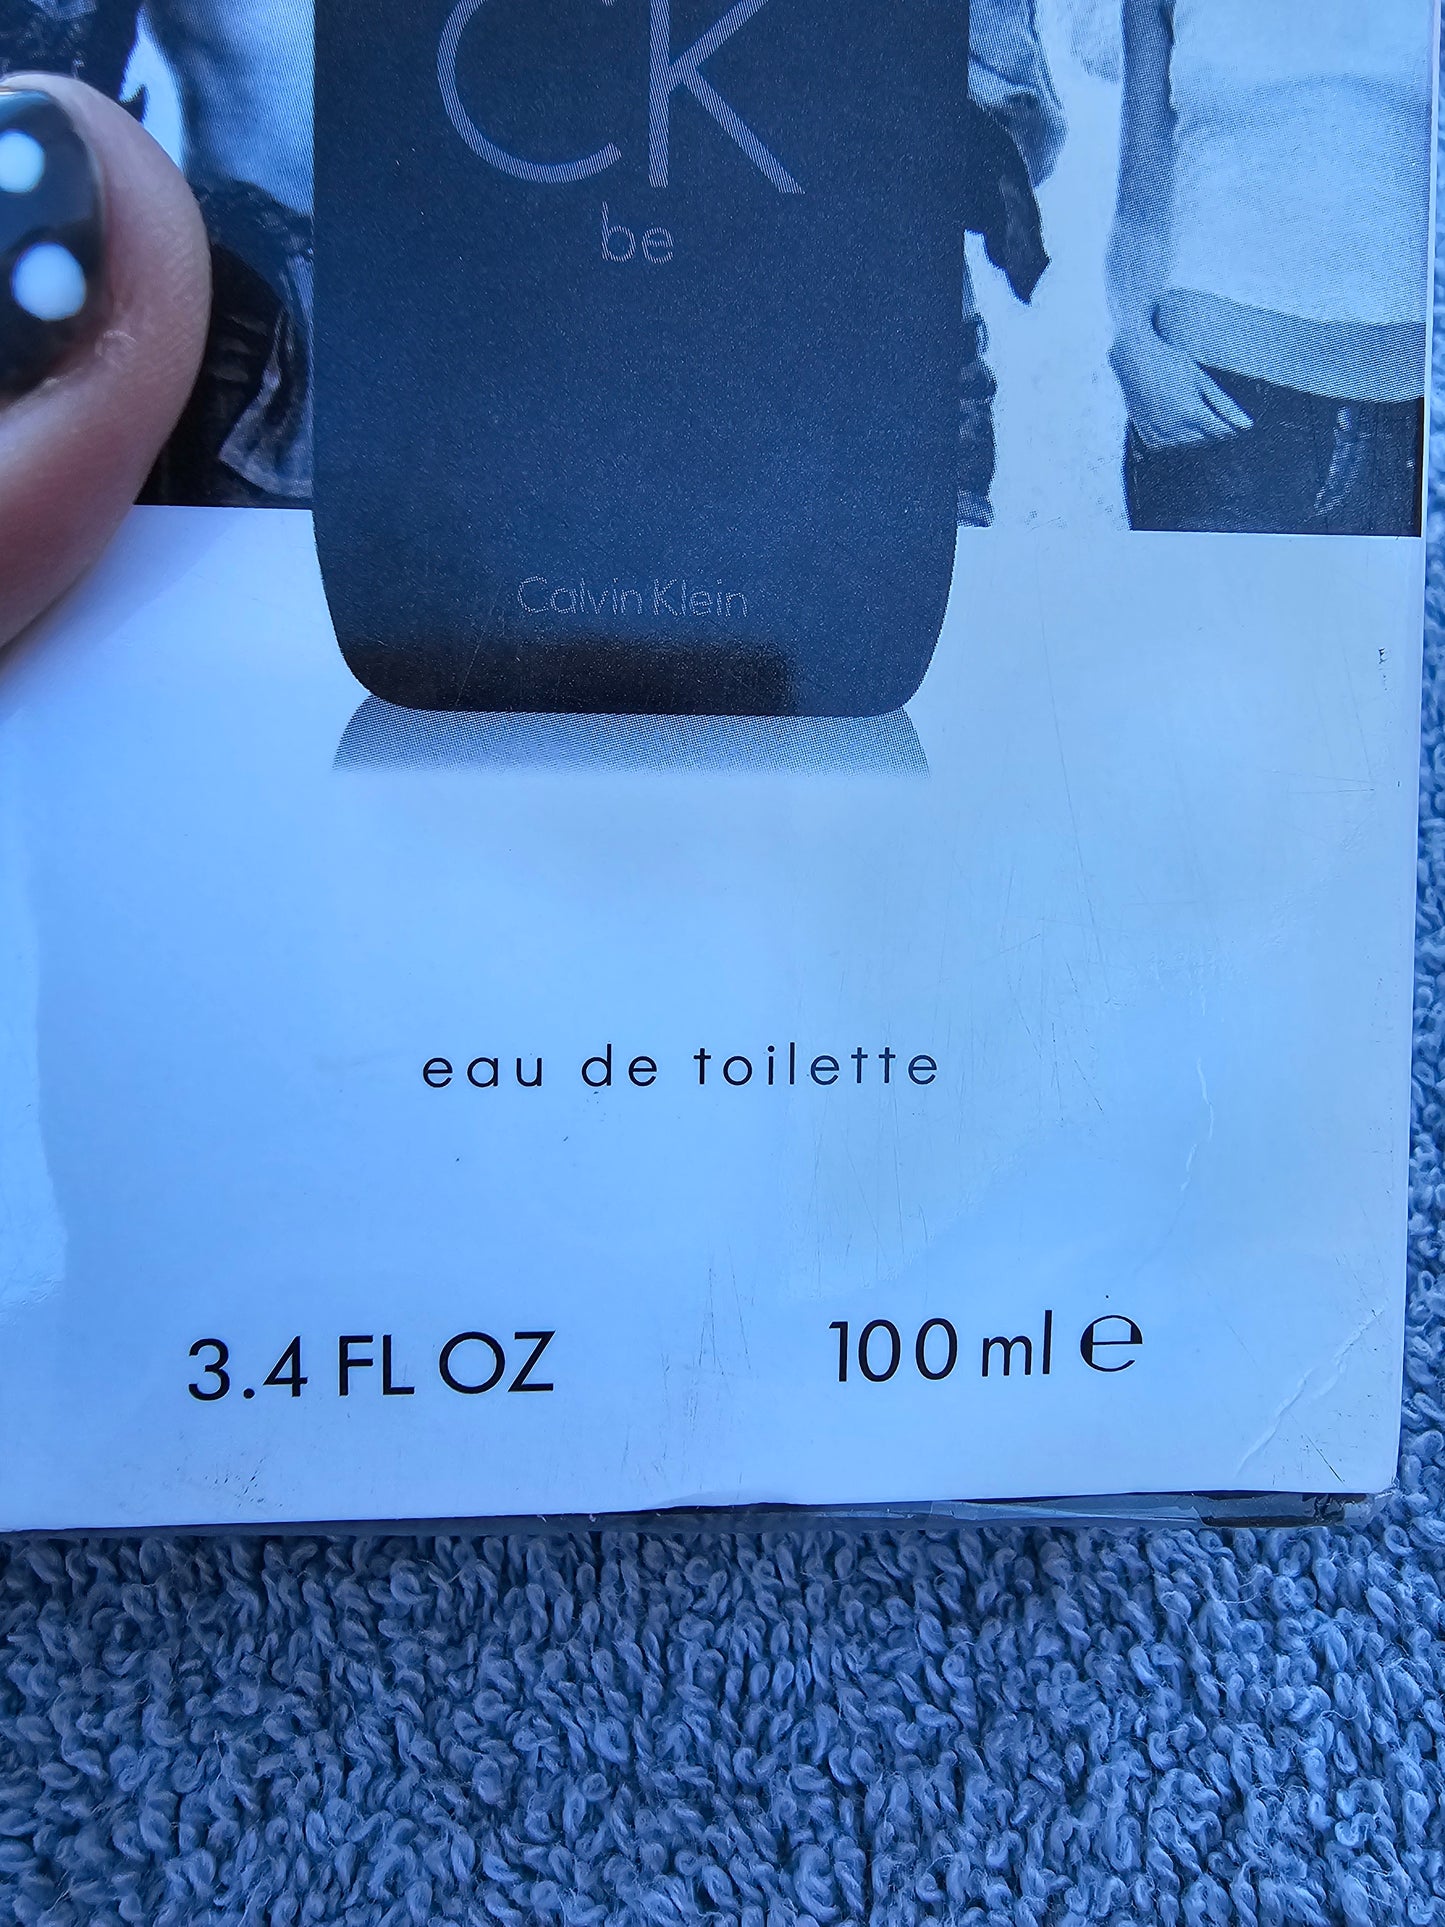 CK
be
Calvin Klein
eau de toilette
3.4 FL OZ 100 ml ℮